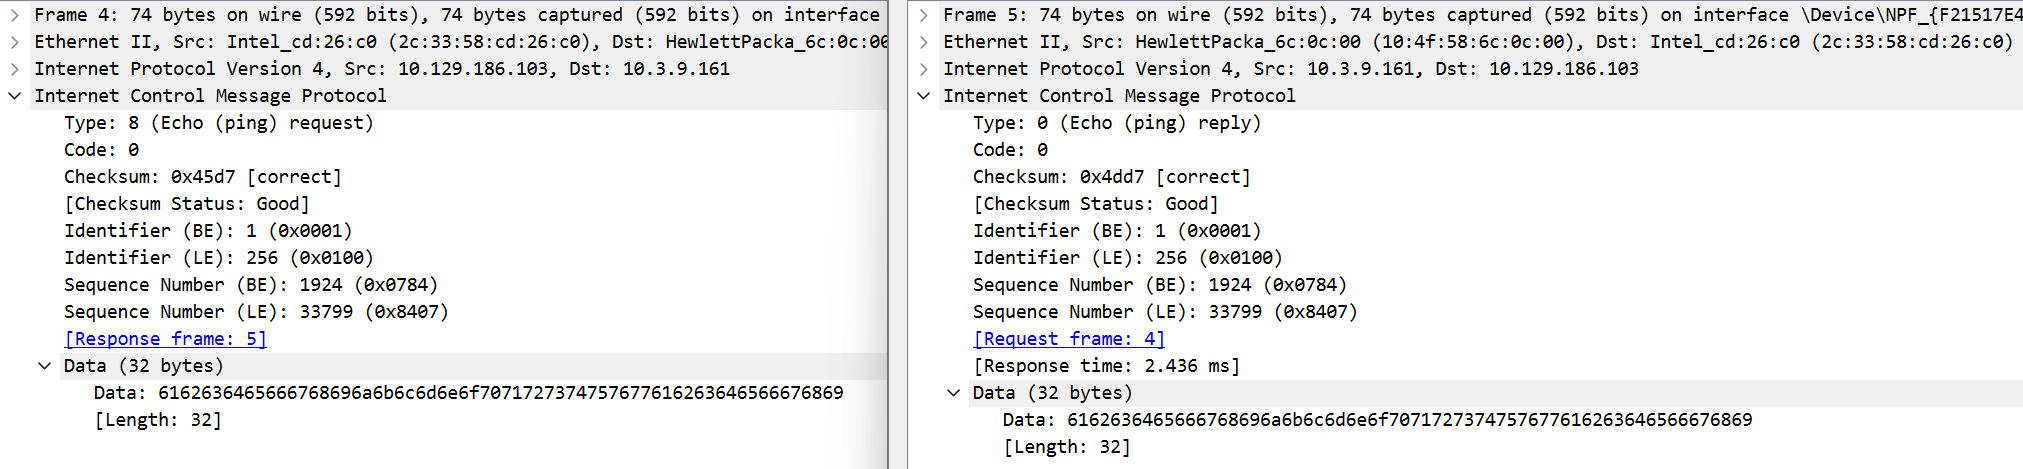 Frame 4: 74 bytes on wire (592 bits), 74 bytes captured (592 bits) on interface
Ethernet II, Src: Intel_cd:26:c0 (2c:33:58:cd:26:c0), Dst: HewlettPacka_6c:0c:00
Internet Protocol Version 4, Src: 10.129.186.103, Dst: 10.3.9.161
Internet Control Message Protocol
Type: 8 (Echo (ping) request)
Code: 0
Checksum: 0x45d7 [correct]
[Checksum Status: Good]
Identifier (BE): 1 (0x0001)
Identifier (LE): 256 (0x0100)
Sequence Number (BE): 1924 (0x0784)
Sequence Number (LE): 33799 (0x8407)
[Response frame: 5]
Data (32 bytes)
Data: 6162636465666768696a6b6c6d6e6f7071727374757677616263646566676869
[Length: 32]
Frame 5: 74 bytes on wire (592 bits), 74 bytes captured (592 bits) on interface \Device\NPF_{F21517E4
Ethernet II, Src: HewlettPacka_6c:0c:00 (10:4f:58:6c:0c:00), Dst: Intel_cd:26:c0 (2c:33:58:cd:26:c0)
Internet Protocol Version 4, Src: 10.3.9.161, Dst: 10.129.186.103
Internet Control Message Protocol
Type: 0 (Echo (ping) reply)
Code: 0
Checksum: 0x4dd7 [correct]
[Checksum Status: Good]
Identifier (BE): 1 (0x0001)
Identifier (LE): 256 (0x0100)
Sequence Number (BE): 1924 (0x0784)
Sequence Number (LE): 33799 (0x8407)
[Request frame: 4]
[Response time: 2.436 ms]
Data (32 bytes)
Data: 6162636465666768696a6b6c6d6e6f7071727374757677616263646566676869
[Length: 32]